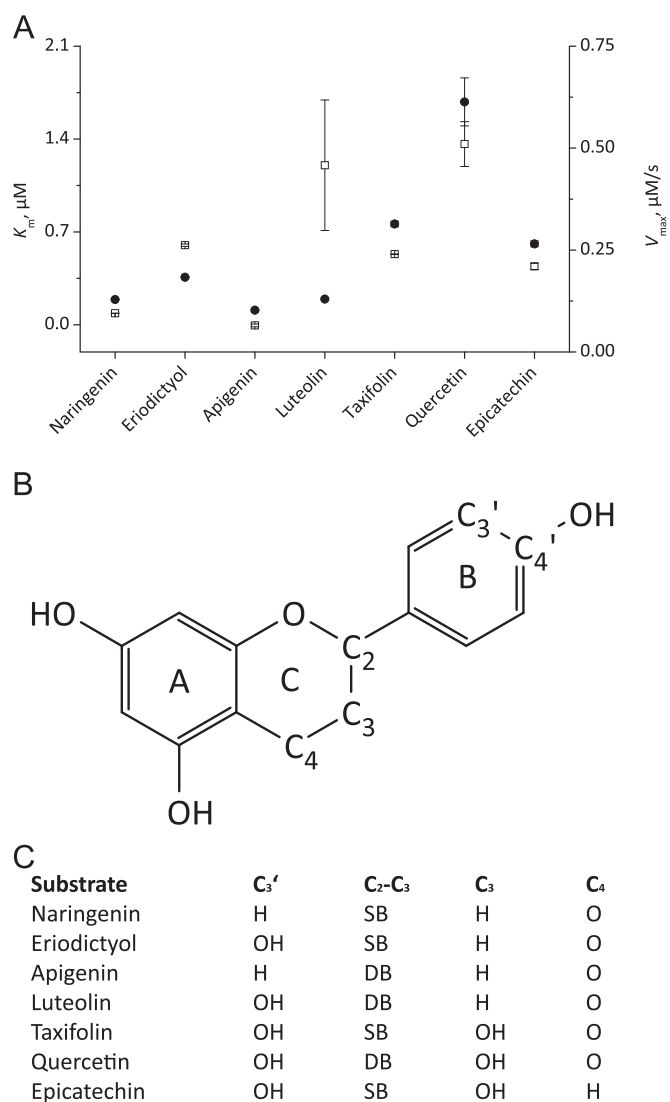 A
2.1
1.4
0.7
0.0
Kₘ, μM
0.75
0.50
0.25
0.00
Vₘₐₓ, μM/s
Naringenin
Eriodictyol
Apigenin
Luteolin
Taxifolin
Quercetin
Epicatechin
B
C₃'
OH
C₄'
B
HO
O
C₂
A
C
C₃
C₄
OH
C
Substrate C₃‘ C₂-C₃ C₃ C₄
Naringenin H SB H O
Eriodictyol OH SB H O
Apigenin H DB H O
Luteolin OH DB H O
Taxifolin OH SB OH O
Quercetin OH DB OH O
Epicatechin OH SB OH H